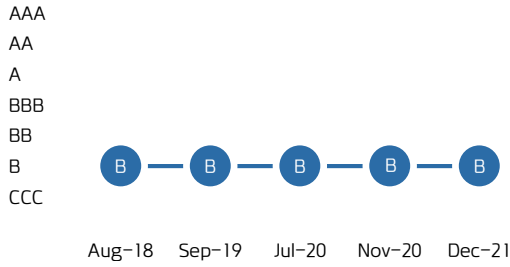 AAA
AA
A
BBB
BB
B B B B B B
CCC
Aug–18 Sep–19 Jul–20 Nov–20 Dec–21